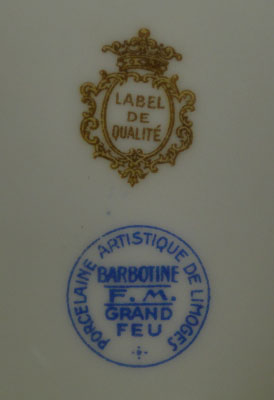 LABEL
DE
QUALITÉ
PORCELAINE ARTISTIQUE DE LIMOGES
BARBOTINE
F.M.
GRAND
FEU